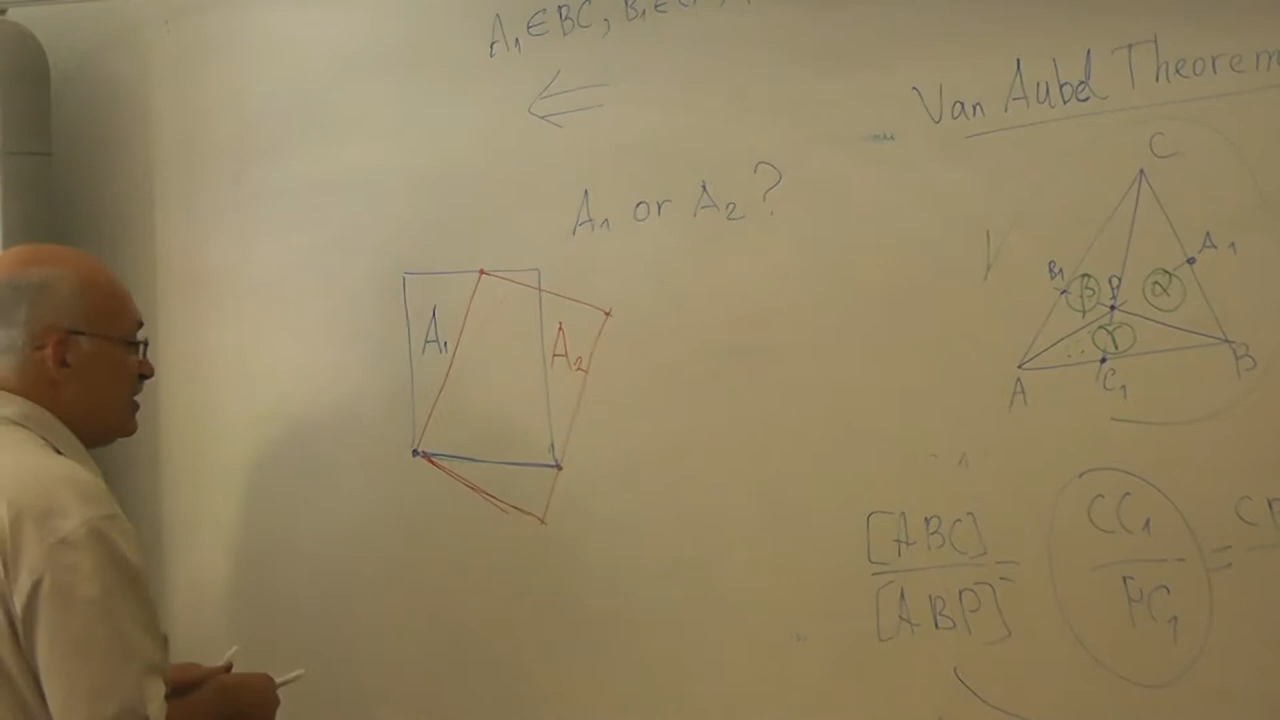 A₁ ∈ BC, B₁ ∈
Van Aubel Theorem
⇐
A₁ or A₂?
C
B₁ β P α A₁
γ
A C₁ B
A₁ A₂
[ABC] / [ABP] = CC₁ / PC₁ =